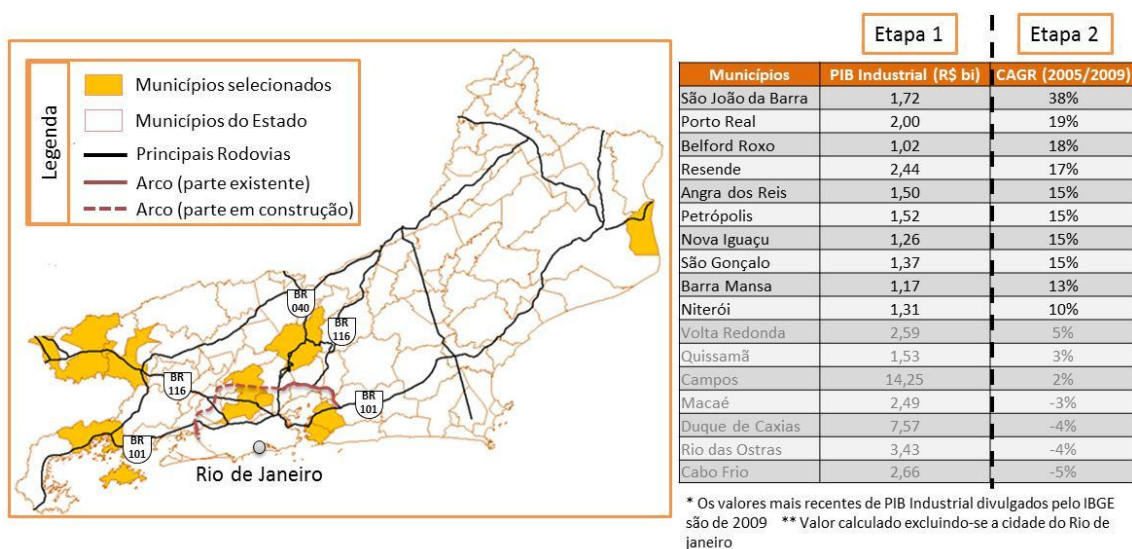 Etapa 1
Etapa 2
Legenda
Municípios selecionados
Municípios do Estado
Principais Rodovias
Arco (parte existente)
Arco (parte em construção)
BR
040
BR
116
BR
116
BR
101
BR
101
Rio de Janeiro
Municípios PIB Industrial (R$ bi) CAGR (2005/2009)
São João da Barra 1,72 38%
Porto Real 2,00 19%
Belford Roxo 1,02 18%
Resende 2,44 17%
Angra dos Reis 1,50 15%
Petrópolis 1,52 15%
Nova Iguaçu 1,26 15%
São Gonçalo 1,37 15%
Barra Mansa 1,17 13%
Niterói 1,31 10%
Volta Redonda 2,59 5%
Quissamã 1,53 3%
Campos 14,25 2%
Macaé 2,49 -3%
Duque de Caxias 7,57 -4%
Rio das Ostras 3,43 -4%
Cabo Frio 2,66 -5%
* Os valores mais recentes de PIB Industrial divulgados pelo IBGE
são de 2009 ** Valor calculado excluindo-se a cidade do Rio de
janeiro